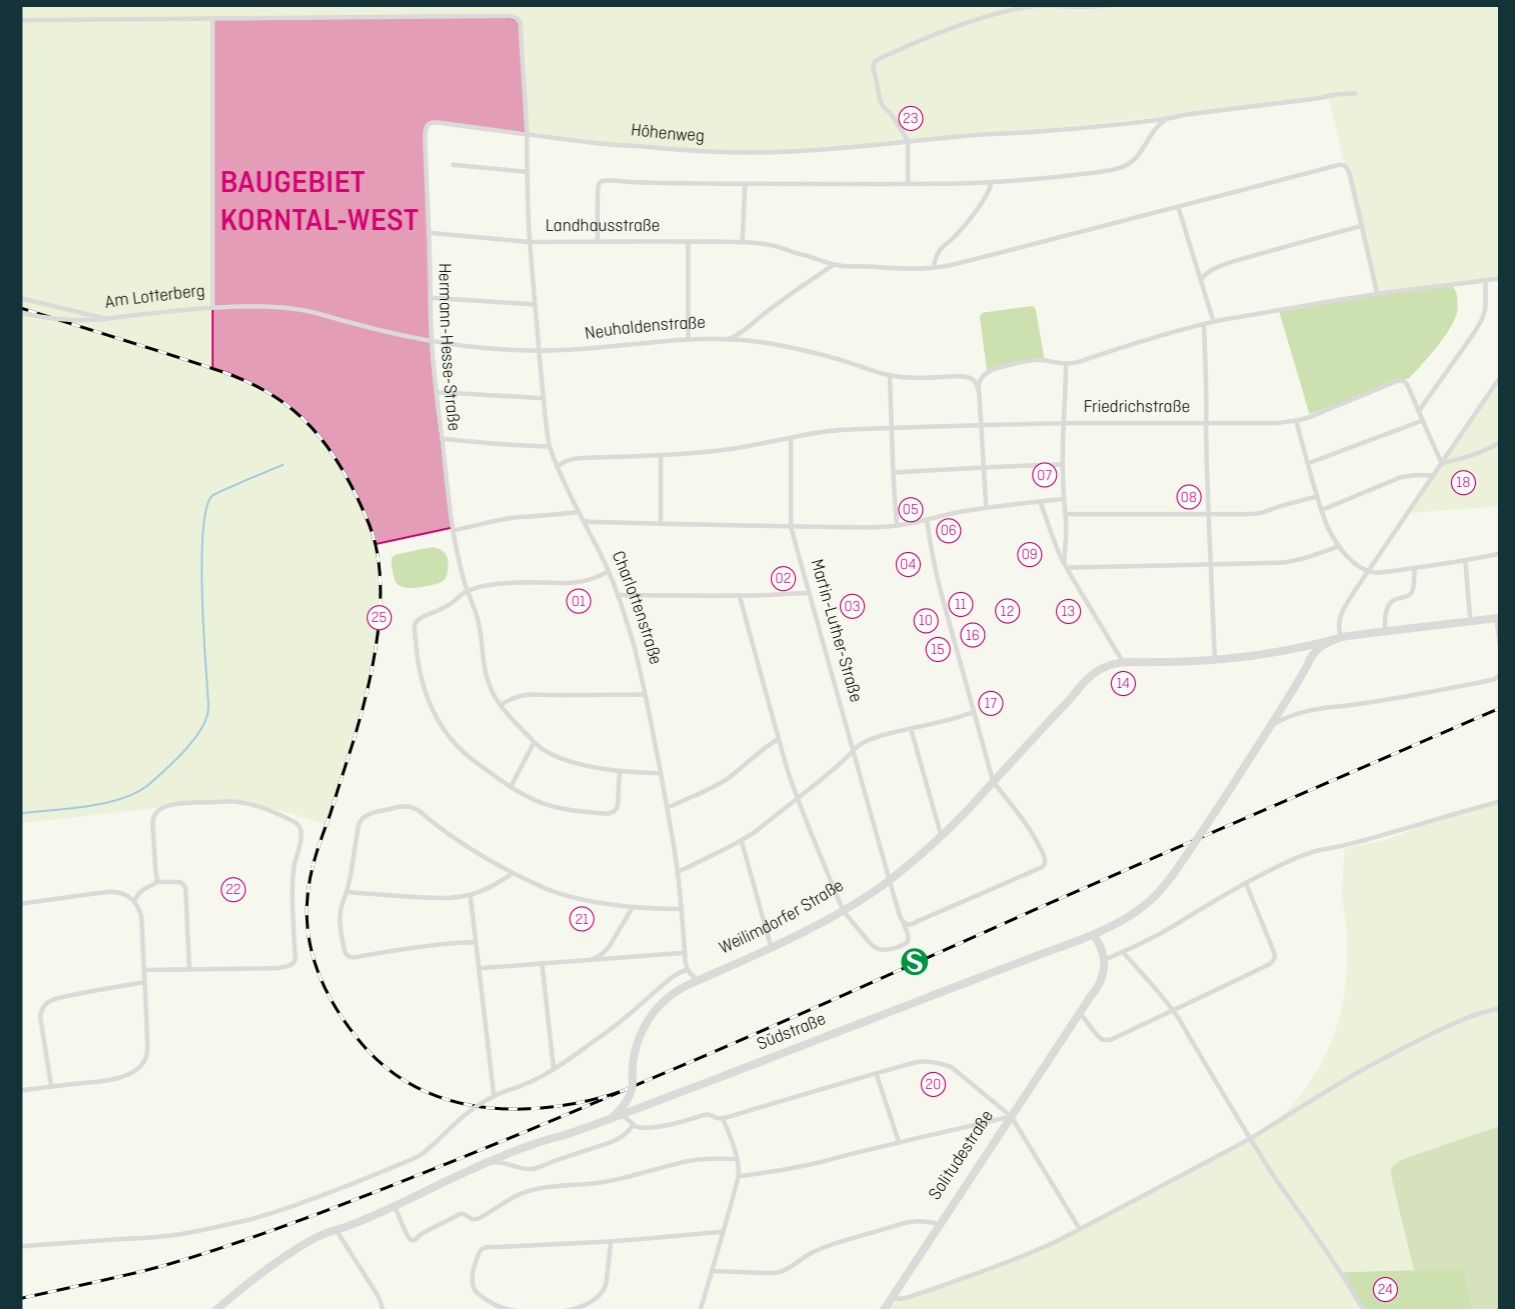 23
Höhenweg
BAUGEBIET
KORNTAL-WEST
Landhausstraße
Am Lotterberg
Hermann-Hesse-Straße
Neuhaldenstraße
Friedrichstraße
07
18
08
05
06
09
04
02
Charlottenstraße
Martin-Luther-Straße
01
03
11
12
13
25
10
16
15
14
17
22
Weilimdorfer Straße
21
S
Südstraße
20
Solitudestraße
24